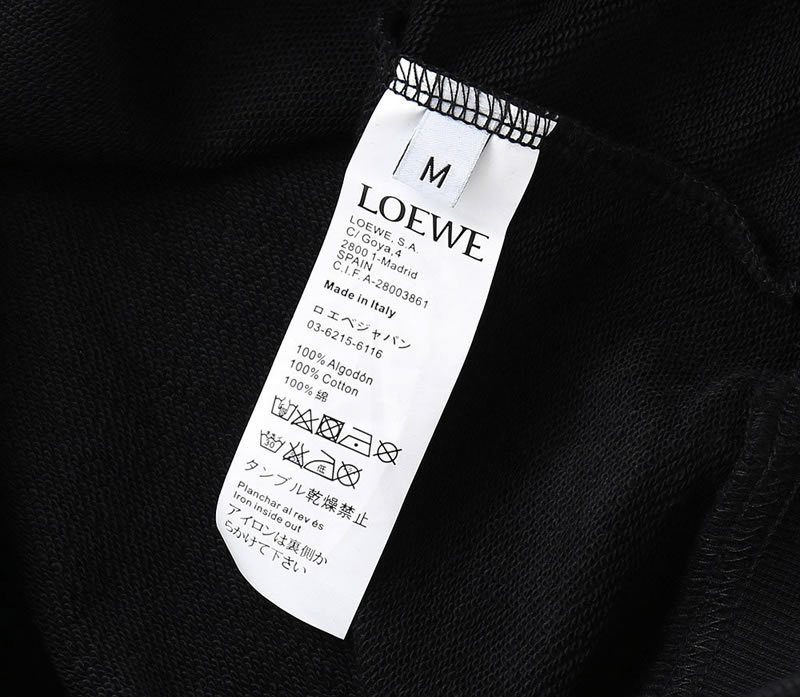 M
LOEWE
LOEWE, S.A.
C/ Goya,4
2800 1-Madrid
SPAIN
C.I.F. A-28003861
Made in Italy
ロ エベジャパン
03-6215-6116
100% Algodón
100% Cotton
100% 綿
30
低
タンブル乾燥禁止
Planchar al rev és
Iron inside out
アイロンは裏側か
らかけて下さい